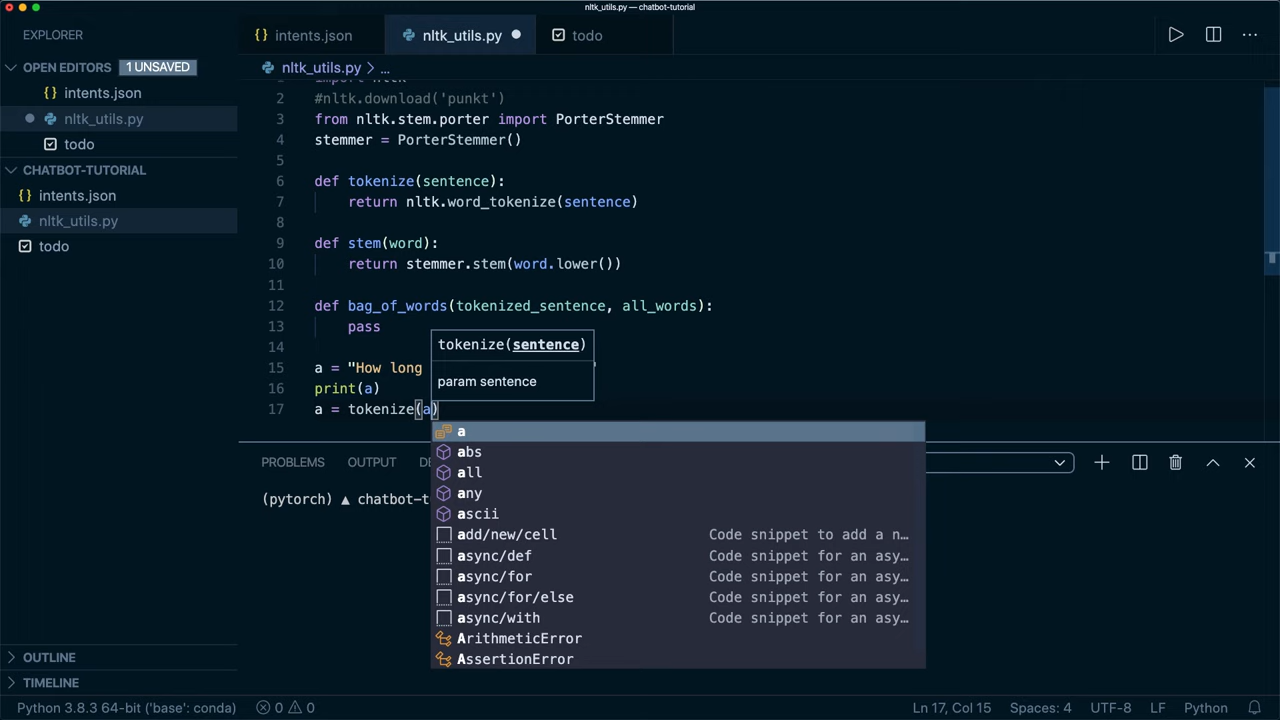 nltk_utils.py — chatbot-tutorial
EXPLORER
intents.json
nltk_utils.py
todo
OPEN EDITORS 1 UNSAVED
intents.json
nltk_utils.py
todo
CHATBOT-TUTORIAL
intents.json
nltk_utils.py
todo
OUTLINE
TIMELINE
nltk_utils.py > ...
1 import nltk
2 #nltk.download('punkt')
3 from nltk.stem.porter import PorterStemmer
4 stemmer = PorterStemmer()
5
6 def tokenize(sentence):
7 return nltk.word_tokenize(sentence)
8
9 def stem(word):
10 return stemmer.stem(word.lower())
11
12 def bag_of_words(tokenized_sentence, all_words):
13 pass
14
15 a = "How long
16 print(a)
17 a = tokenize(a)
tokenize(sentence)
param sentence
a
abs
all
any
ascii
add/new/cell Code snippet to add a n…
async/def Code snippet for an asy…
async/for Code snippet for an asy…
async/for/else Code snippet for an asy…
async/with Code snippet for an asy…
ArithmeticError
AssertionError
PROBLEMS OUTPUT DE
(pytorch) ▲ chatbot-t
Python 3.8.3 64-bit ('base': conda) 0 0 Ln 17, Col 15 Spaces: 4 UTF-8 LF Python